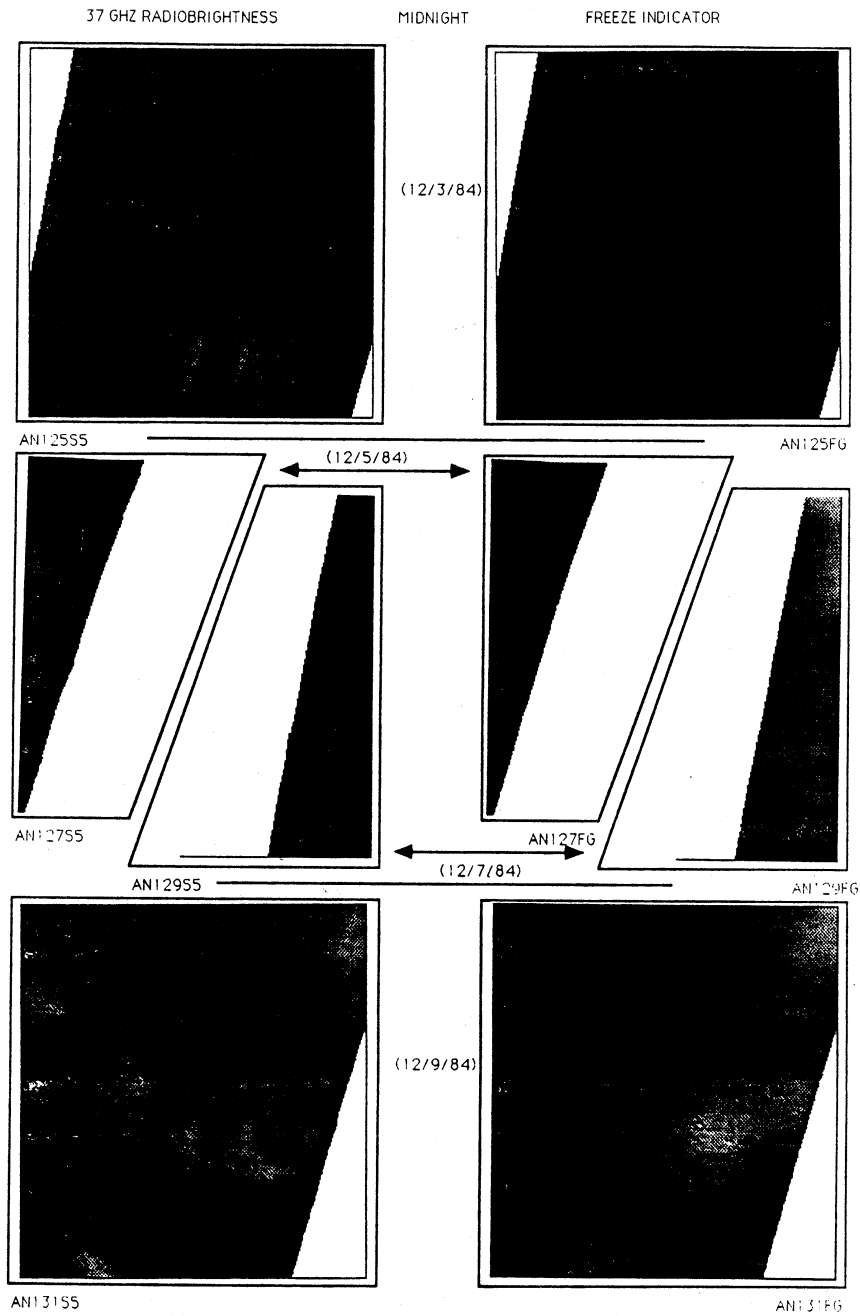 37 GHZ RADIOBRIGHTNESS MIDNIGHT FREEZE INDICATOR
(12/3/84)
AN125S5 AN125FG
(12/5/84)
AN127S5 AN127FG
(12/7/84)
AN129S5 AN129FG
(12/9/84)
AN131S5 AN131FG